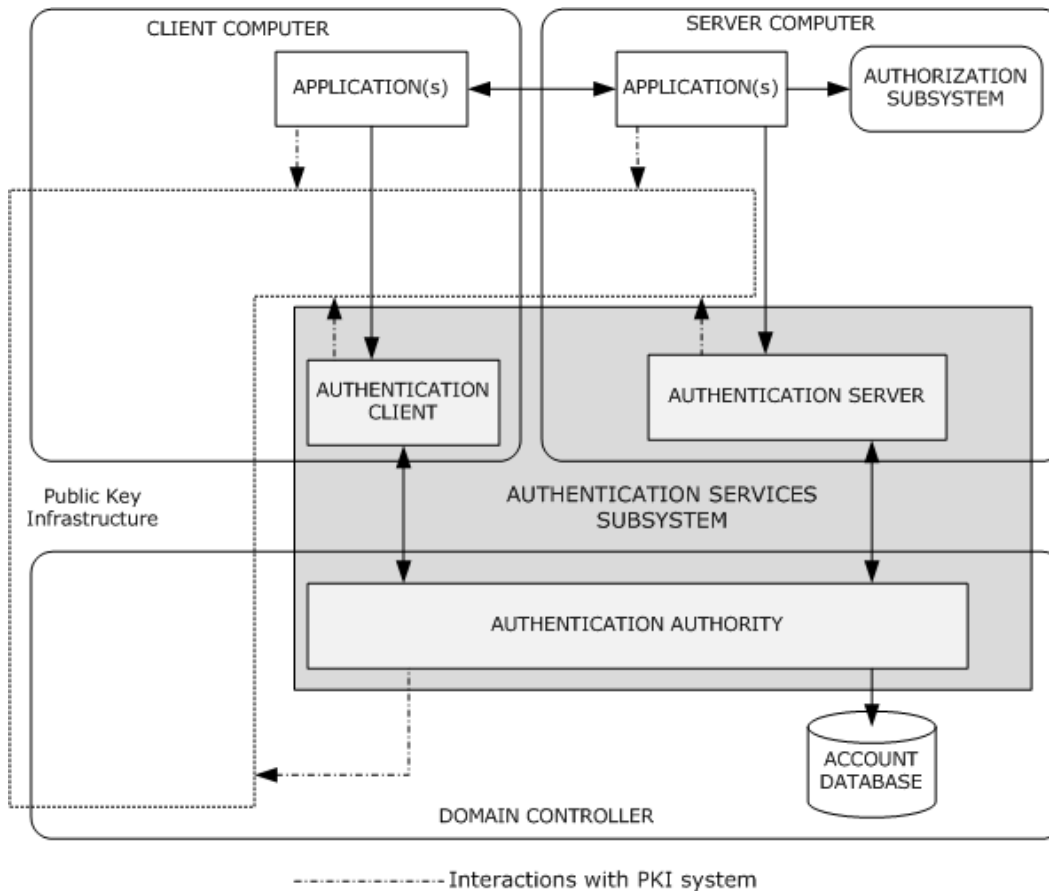 CLIENT COMPUTER
SERVER COMPUTER
APPLICATION(s)
APPLICATION(s)
AUTHORIZATION
SUBSYSTEM
AUTHENTICATION
CLIENT
AUTHENTICATION SERVER
Public Key
Infrastructure
AUTHENTICATION SERVICES
SUBSYSTEM
AUTHENTICATION AUTHORITY
ACCOUNT
DATABASE
DOMAIN CONTROLLER
Interactions with PKI system